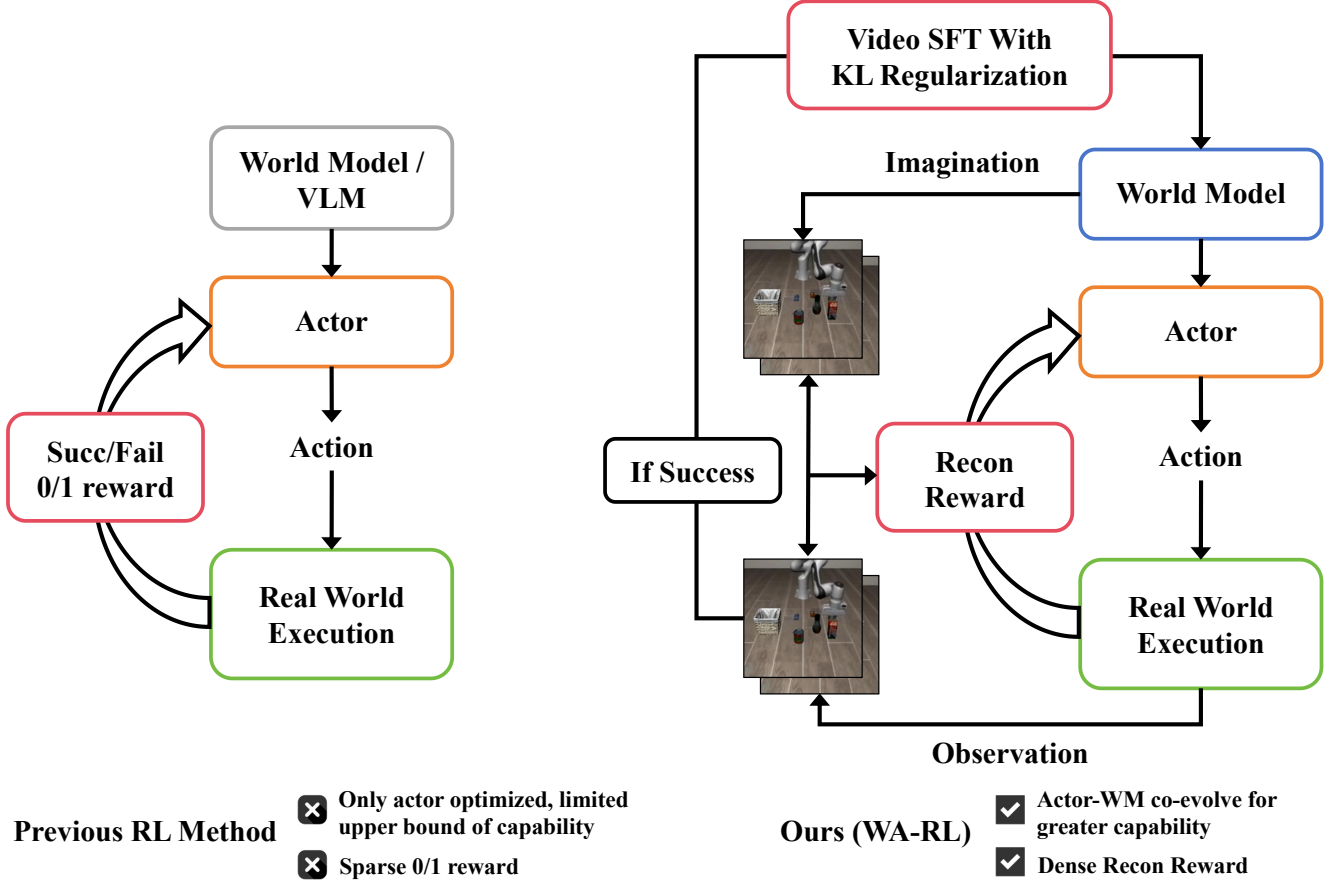 World Model /
VLM
Actor
Succ/Fail
0/1 reward
Action
Real World
Execution
Previous RL Method
Only actor optimized, limited
upper bound of capability
Sparse 0/1 reward
Video SFT With
KL Regularization
Imagination
World Model
Actor
If Success
Recon
Reward
Action
Real World
Execution
Observation
Ours (WA-RL)
Actor-WM co-evolve for
greater capability
Dense Recon Reward